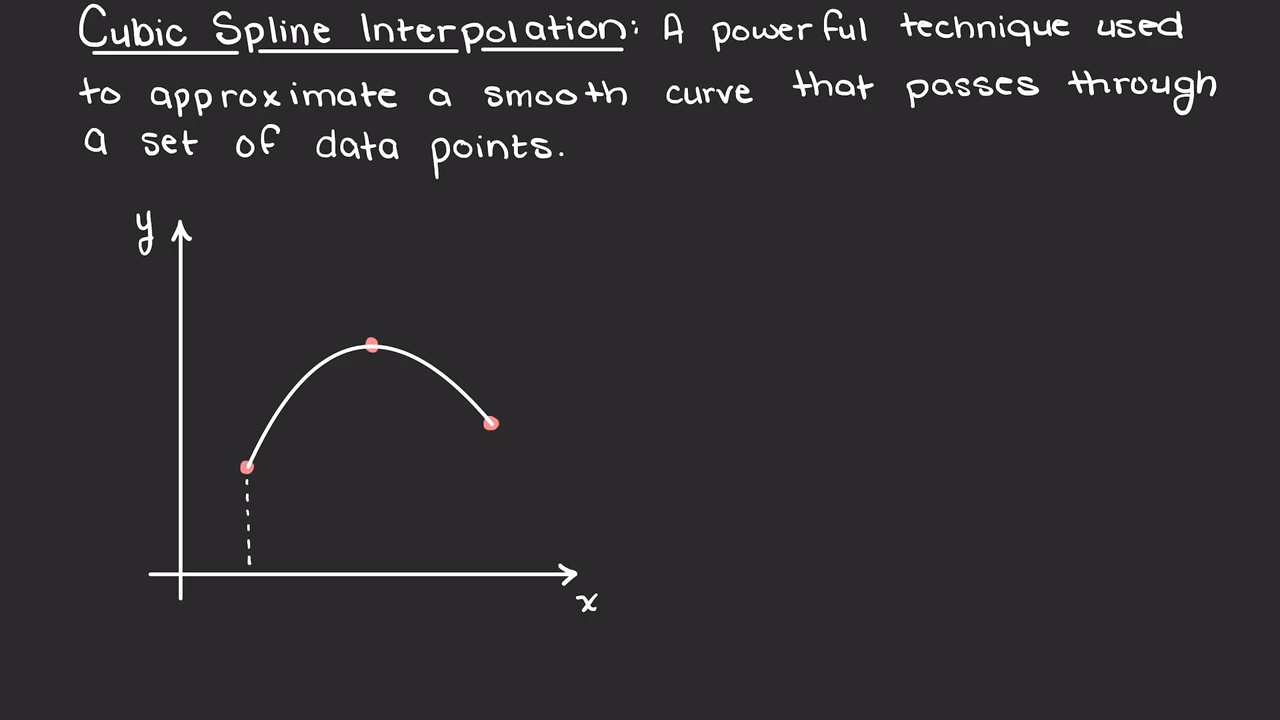 Cubic Spline Interpolation: A powerful technique used
to approximate a smooth curve that passes through
a set of data points.
y
x